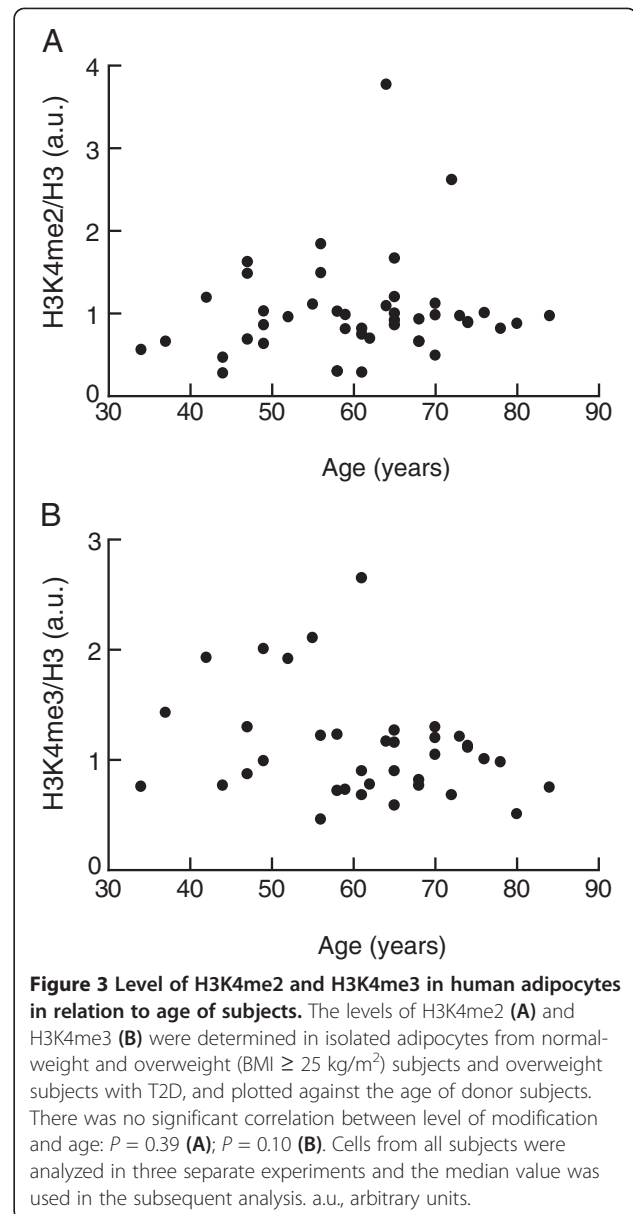 A
4
3
2
1
0
H3K4me2/H3 (a.u.)
30 40 50 60 70 80 90
Age (years)
B
3
2
1
0
H3K4me3/H3 (a.u.)
30 40 50 60 70 80 90
Age (years)
Figure 3 Level of H3K4me2 and H3K4me3 in human adipocytes
in relation to age of subjects. The levels of H3K4me2 (A) and
H3K4me3 (B) were determined in isolated adipocytes from normal-
weight and overweight (BMI ≥ 25 kg/m²) subjects and overweight
subjects with T2D, and plotted against the age of donor subjects.
There was no significant correlation between level of modification
and age: P = 0.39 (A); P = 0.10 (B). Cells from all subjects were
analyzed in three separate experiments and the median value was
used in the subsequent analysis. a.u., arbitrary units.